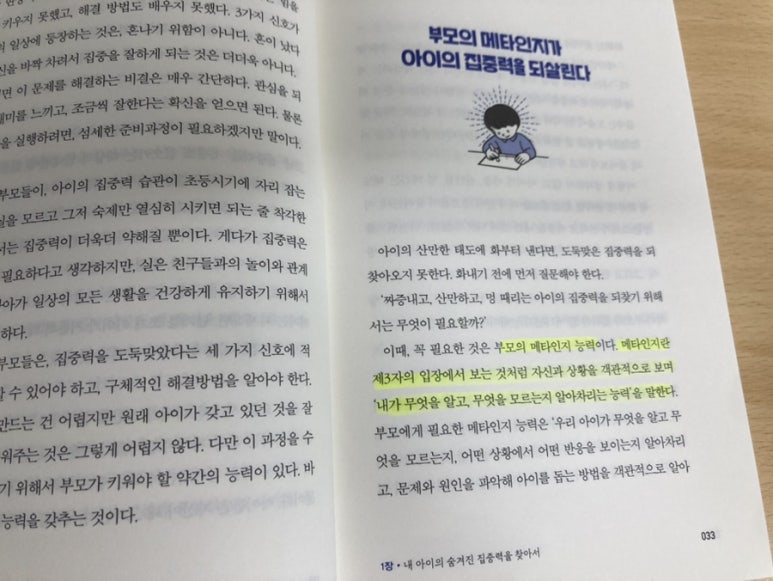 키우지 못했고, 해결 방법도 배우지 못했다. 3가지 신호가
일상에 등장하는 것은, 혼나기 위함이 아니다. 혼이 났다
바짝 차려서 집중을 잘하게 되는 것은 더더욱 아니다.
이 문제를 해결하는 비결은 매우 간단하다. 관심을 되
느끼고, 조금씩 잘한다는 확신을 얻으면 된다. 물론
실행하려면, 섬세한 준비과정이 필요하겠지만 말이다.
부모들이, 아이의 집중력 습관이 초등시기에 자리 잡는
모르고 그저 숙제만 열심히 시키면 되는 줄 착각한
집중력이 더욱더 약해질 뿐이다. 게다가 집중력은
필요하다고 생각하지만, 실은 친구들과의 놀이와 관계
일상의 모든 생활을 건강하게 유지하기 위해서
하다.
부모들은, 집중력을 도둑맞았다는 세 가지 신호에 적
수 있어야 하고, 구체적인 해결방법을 알아야 한다.
만드는 건 어렵지만 원래 아이가 갖고 있던 것을 잘
것은 그렇게 어렵지 않다. 다만 이 과정을 수
위해서 부모가 키워야 할 약간의 능력이 있다. 바
능력을 갖추는 것이다.
부모의 메타인지가
아이의 집중력을 되살린다
아이의 산만한 태도에 화부터 낸다면, 도둑맞은 집중력을 되
찾아오지 못한다. 화내기 전에 먼저 질문해야 한다.
'짜증내고, 산만하고, 멍 때리는 아이의 집중력을 되찾기 위해
서는 무엇이 필요할까?'
이때, 꼭 필요한 것은 부모의 메타인지 능력이다. 메타인지란
제3자의 입장에서 보는 것처럼 자신과 상황을 객관적으로 보며
'내가 무엇을 알고, 무엇을 모르는지 알아차리는 능력'을 말한다.
부모에게 필요한 메타인지 능력은 '우리 아이가 무엇을 알고 무
엇을 모르는지, 어떤 상황에서 어떤 반응을 보이는지 알아차리
고, 문제와 원인을 파악해 아이를 돕는 방법을 객관적으로 알아
1장 • 내 아이의 숨겨진 집중력을 찾아서
033